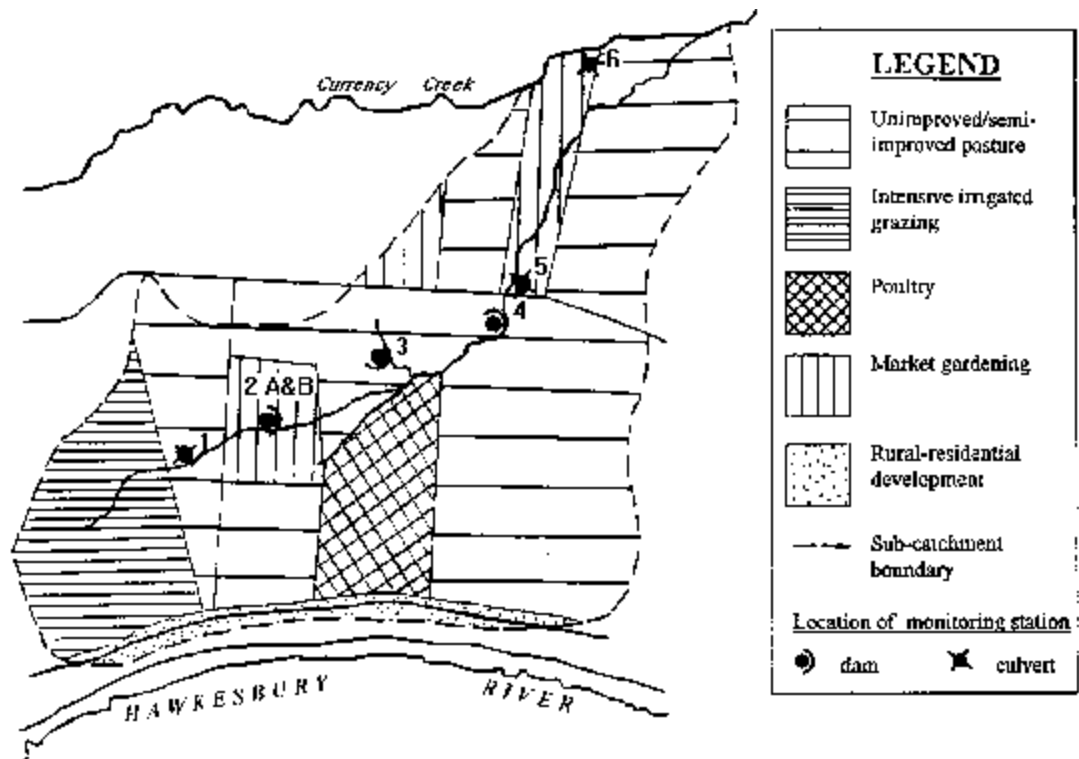 Currency Creek
6
5
4
3
2 A&B
1
HAWKESBURY RIVER
LEGEND
Unimproved/semi-
improved pasture
Intensive irrigated
grazing
Poultry
Market gardening
Rural-residential
development
Sub-catchment
boundary
Location of monitoring station
dam
culvert